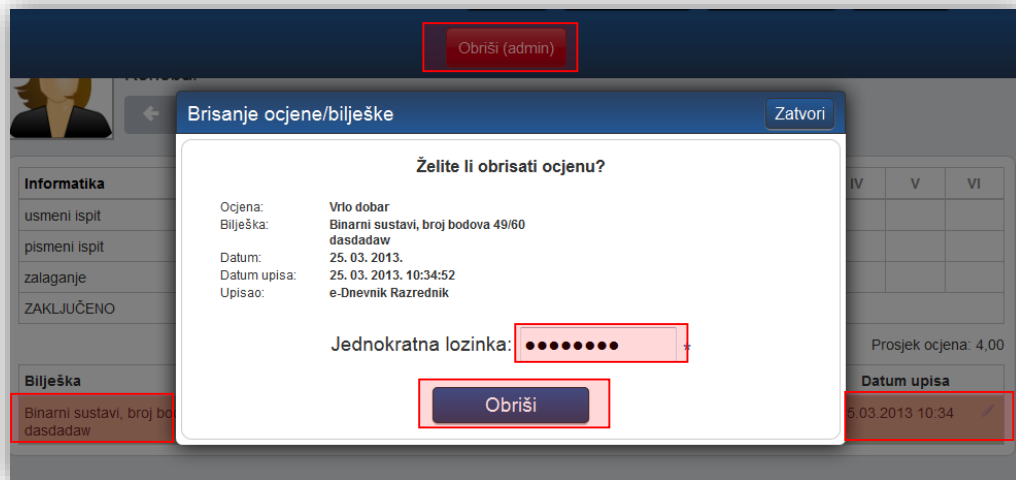 Obriši (admin)
Brisanje ocjene/bilješke
Zatvori
Želite li obrisati ocjenu?
Ocjena: Vrlo dobar
Bilješka: Binarni sustavi, broj bodova 49/60
dasdadaw
Datum: 25. 03. 2013.
Datum upisa: 25. 03. 2013. 10:34:52
Upisao: e-Dnevnik Razrednik
Jednokratna lozinka: ●●●●●●●● *
Obriši
Informatika IV V VI
usmeni ispit
pismeni ispit
zalaganje
ZAKLJUČENO
Prosjek ocjena: 4,00
Bilješka Datum upisa
Binarni sustavi, broj 5.03.2013 10:34
dasdadaw